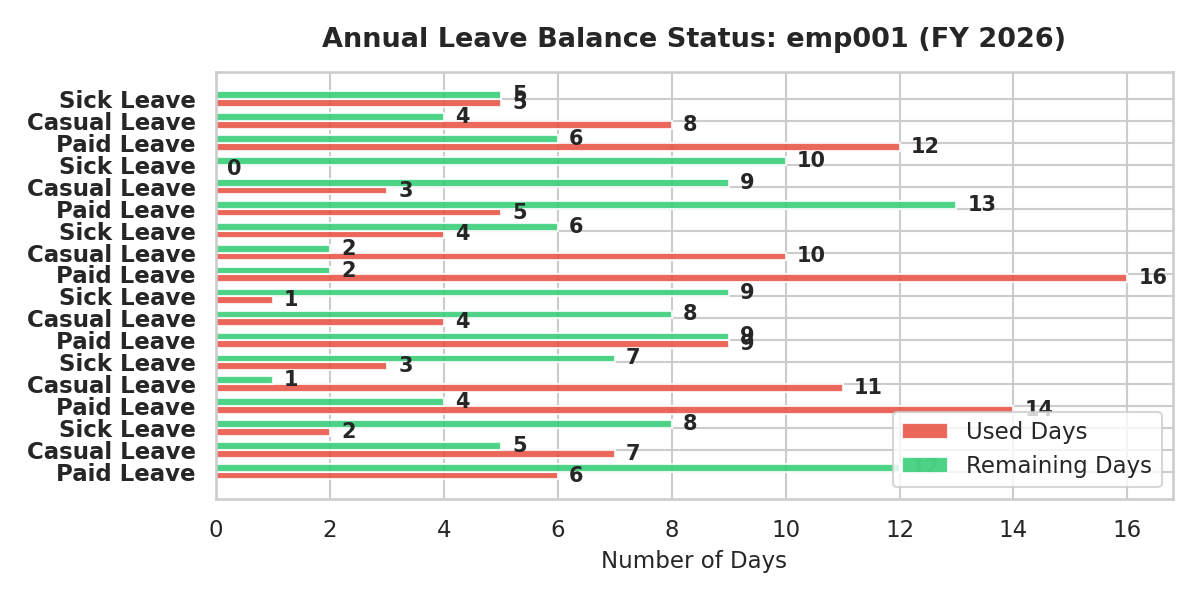 Annual Leave Balance Status: emp001 (FY 2026)
5
Sick Leave 5
Casual Leave 4 8
Paid Leave 6 12
Sick Leave 0 10
Casual Leave 3 9
Paid Leave 5 13
Sick Leave 4 6
Casual Leave 2 10
Paid Leave 2 16
Sick Leave 1 9
Casual Leave 4 8
Paid Leave 9
9
Sick Leave 3 7
Casual Leave 1 11
Paid Leave 4 14
Sick Leave 2 8
Casual Leave 5 7
Paid Leave 6 12
Used Days
Remaining Days
0 2 4 6 8 10 12 14 16
Number of Days